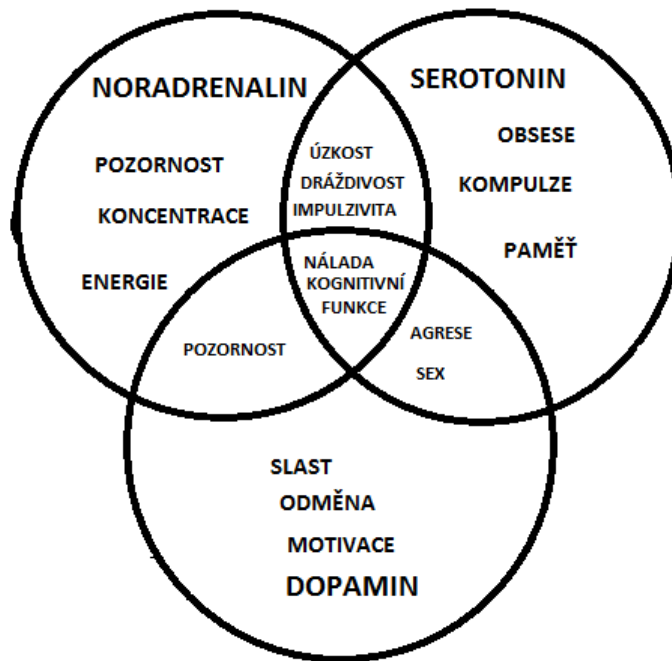 NORADRENALIN
POZORNOST
KONCENTRACE
ENERGIE
SEROTONIN
OBSESE
KOMPULZE
PAMĚŤ
ÚZKOST
DRÁŽDIVOST
IMPULZIVITA
NÁLADA
KOGNITIVNÍ
FUNKCE
POZORNOST
AGRESE
SEX
SLAST
ODMĚNA
MOTIVACE
DOPAMIN